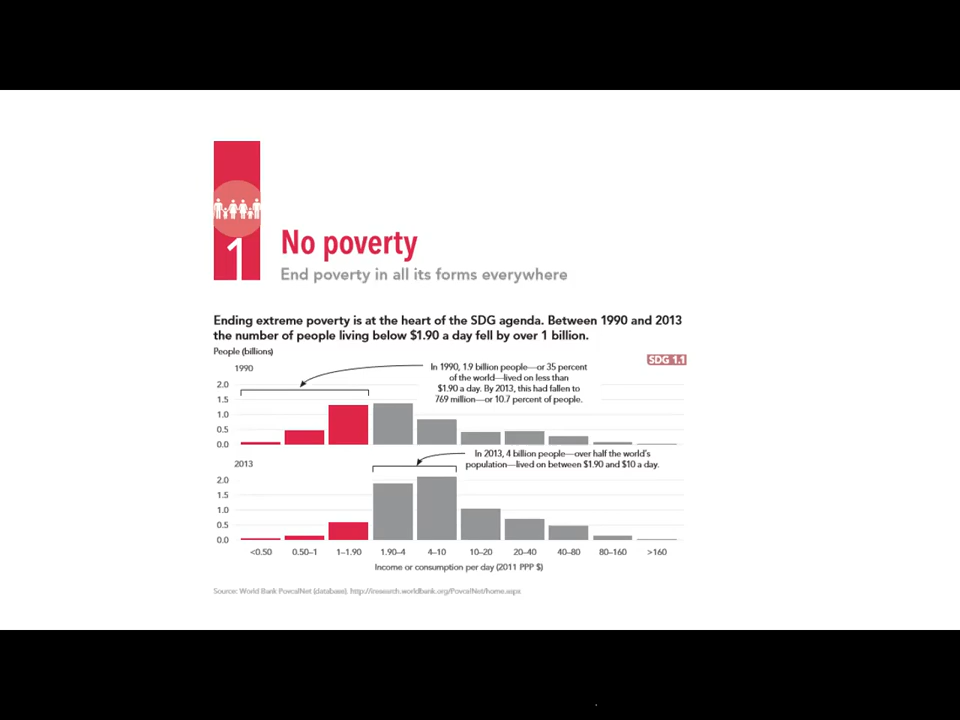 1
No poverty
End poverty in all its forms everywhere
Ending extreme poverty is at the heart of the SDG agenda. Between 1990 and 2013
the number of people living below $1.90 a day fell by over 1 billion.
People (billions)
SDG 1.1
1990
In 1990, 1.9 billion people—or 35 percent
of the world—lived on less than
$1.90 a day. By 2013, this had fallen to
769 million—or 10.7 percent of people.
2.0
1.5
1.0
0.5
0.0
2013
In 2013, 4 billion people—over half the world's
population—lived on between $1.90 and $10 a day.
2.0
1.5
1.0
0.5
0.0
<0.50 0.50–1 1–1.90 1.90–4 4–10 10–20 20–40 40–80 80–160 >160
Income or consumption per day (2011 PPP $)
Source: World Bank PovcalNet (database). http://iresearch.worldbank.org/PovcalNet/home.aspx